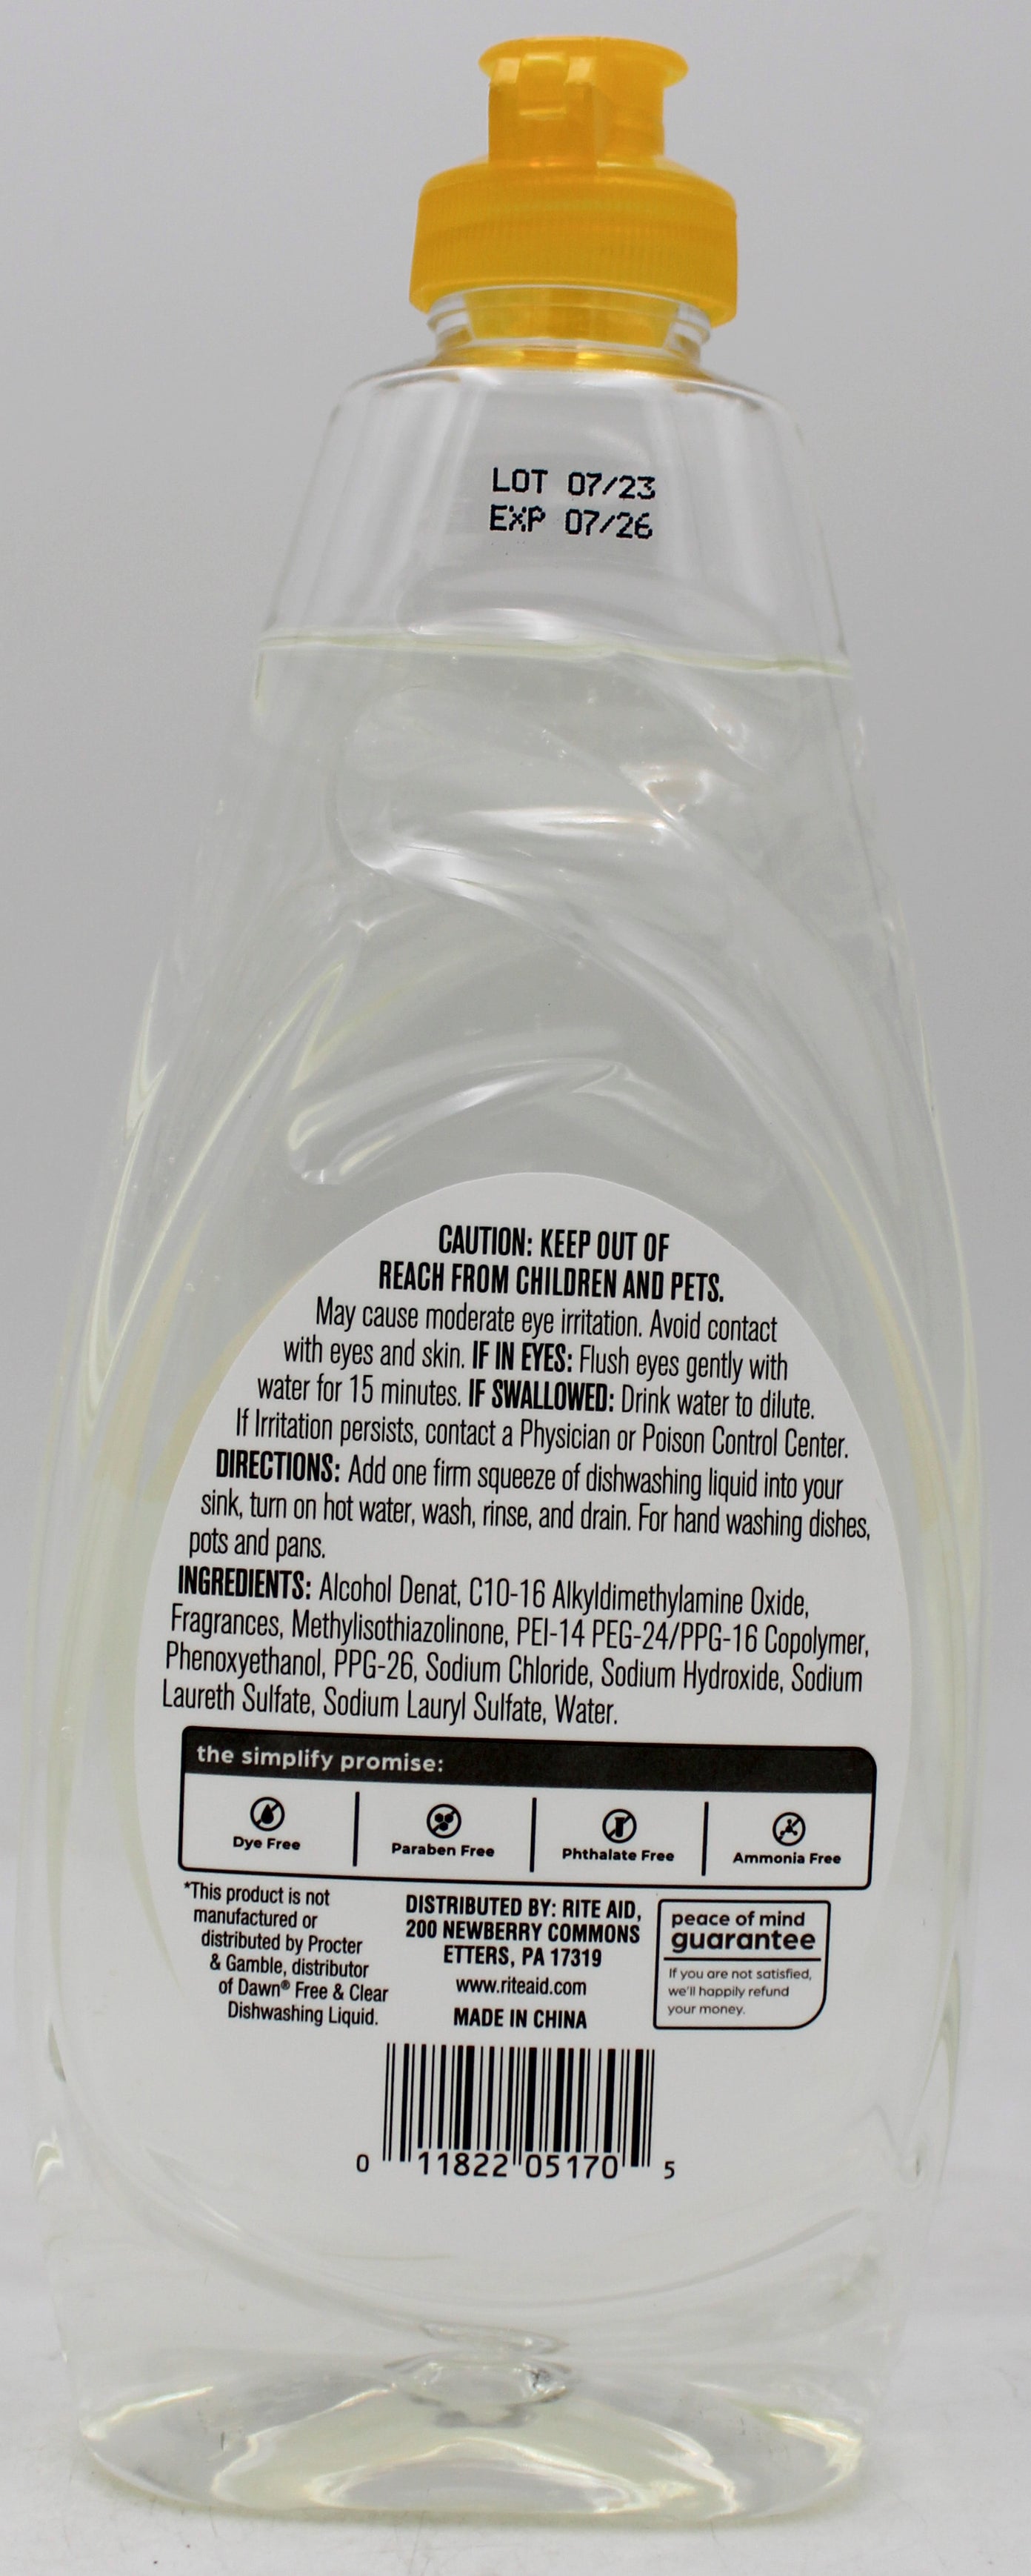 LOT 07/23
EXP 07/26
CAUTION: KEEP OUT OF
REACH FROM CHILDREN AND PETS.
May cause moderate eye irritation. Avoid contact
with eyes and skin. IF IN EYES: Flush eyes gently with
water for 15 minutes. IF SWALLOWED: Drink water to dilute.
If Irritation persists, contact a Physician or Poison Control Center.
DIRECTIONS: Add one firm squeeze of dishwashing liquid into your
sink, turn on hot water, wash, rinse, and drain. For hand washing dishes,
pots and pans.
INGREDIENTS: Alcohol Denat, C10-16 Alkyldimethylamine Oxide,
Fragrances, Methylisothiazolinone, PEI-14 PEG-24/PPG-16 Copolymer,
Phenoxyethanol, PPG-26, Sodium Chloride, Sodium Hydroxide, Sodium
Laureth Sulfate, Sodium Lauryl Sulfate, Water.
the simplify promise:
Dye Free
Paraben Free
Phthalate Free
Ammonia Free
*This product is not
manufactured or
distributed by Procter
& Gamble, distributor
of Dawn® Free & Clear
Dishwashing Liquid.
DISTRIBUTED BY: RITE AID,
200 NEWBERRY COMMONS
ETTERS, PA 17319
www.riteaid.com
MADE IN CHINA
peace of mind
guarantee
If you are not satisfied,
we'll happily refund
your money.
0 11822 05170 5